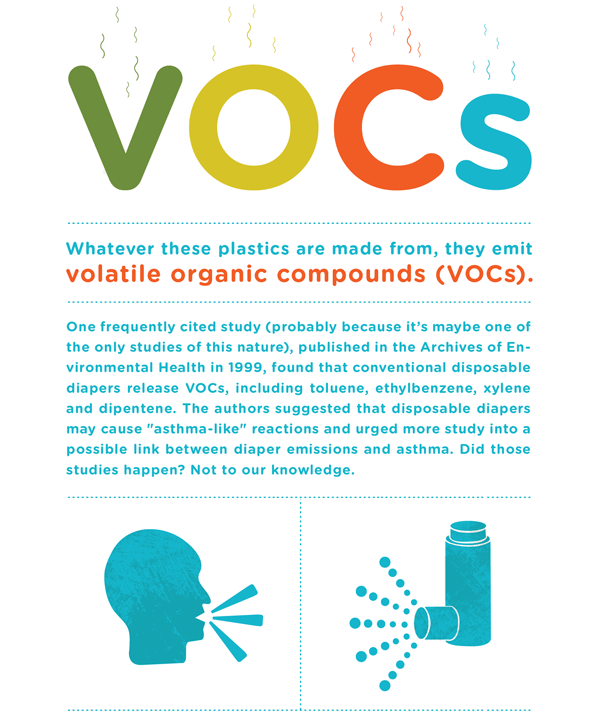 VOCs
Whatever these plastics are made from, they emit
volatile organic compounds (VOCs).
One frequently cited study (probably because it’s maybe one of
the only studies of this nature), published in the Archives of En-
vironmental Health in 1999, found that conventional disposable
diapers release VOCs, including toluene, ethylbenzene, xylene
and dipentene. The authors suggested that disposable diapers
may cause "asthma-like" reactions and urged more study into a
possible link between diaper emissions and asthma. Did those
studies happen? Not to our knowledge.